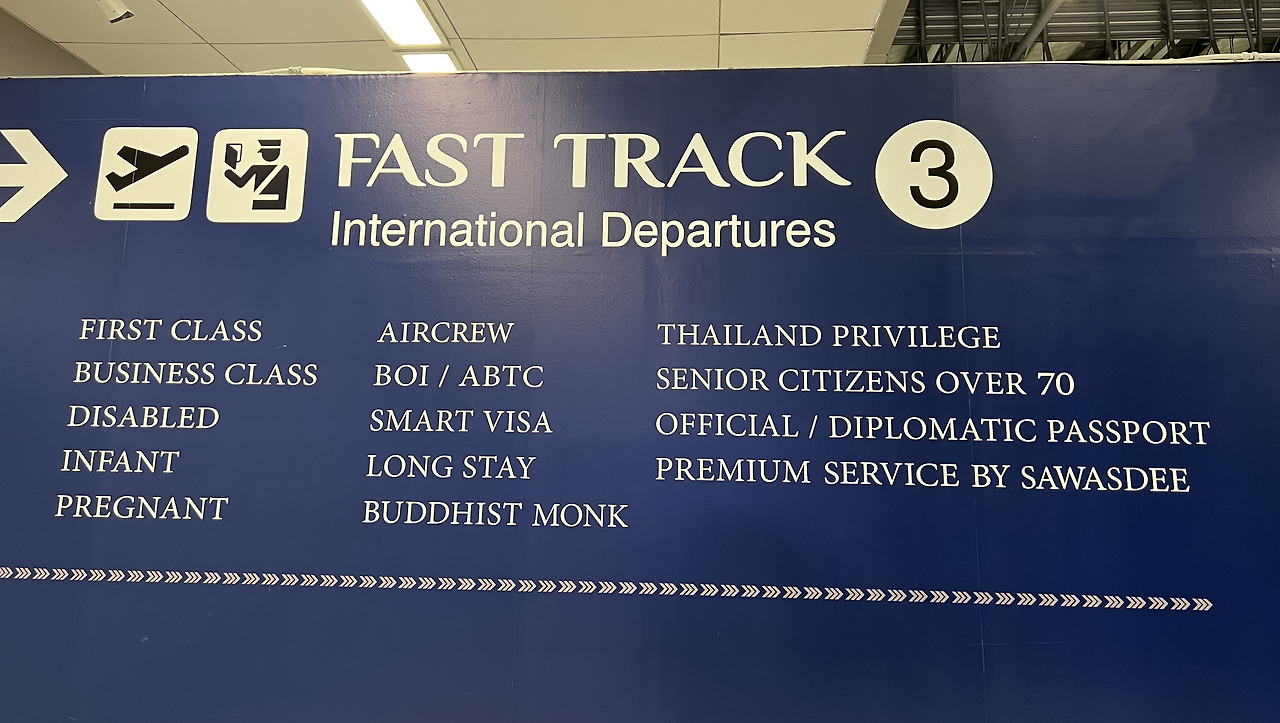 FAST TRACK 3
International Departures
FIRST CLASS
BUSINESS CLASS
DISABLED
INFANT
PREGNANT
AIRCREW
BOI / ABTC
SMART VISA
LONG STAY
BUDDHIST MONK
THAILAND PRIVILEGE
SENIOR CITIZENS OVER 70
OFFICIAL / DIPLOMATIC PASSPORT
PREMIUM SERVICE BY SAWASDEE